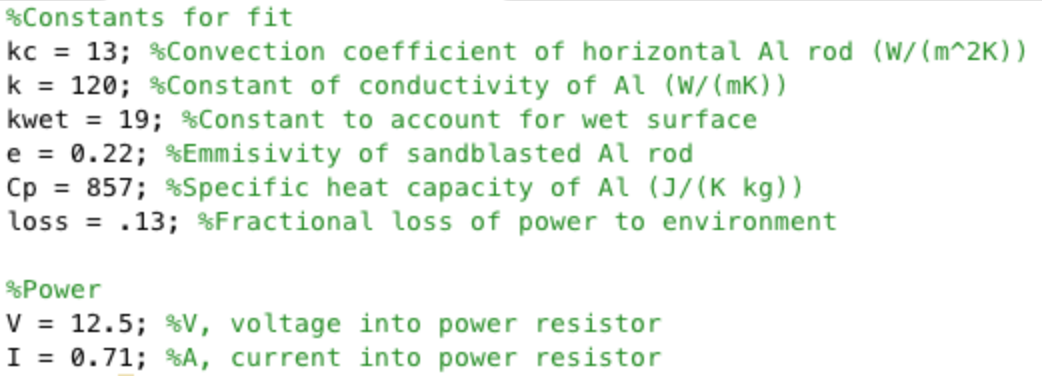 %Constants for fit
kc = 13; %Convection coefficient of horizontal Al rod (W/(m^2K))
k = 120; %Constant of conductivity of Al (W/(mK))
kwet = 19; %Constant to account for wet surface
e = 0.22; %Emmisivity of sandblasted Al rod
Cp = 857; %Specific heat capacity of Al (J/(K kg))
loss = .13; %Fractional loss of power to environment
%Power
V = 12.5; %V, voltage into power resistor
I = 0.71; %A, current into power resistor